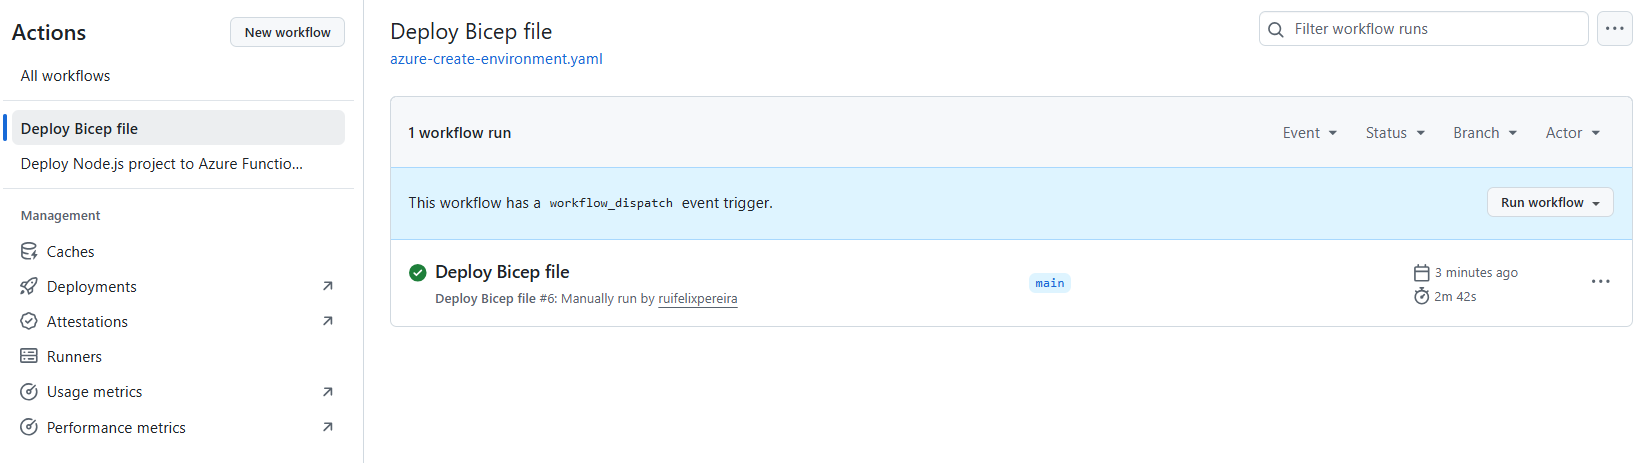 Actions
New workflow
All workflows
Deploy Bicep file
Deploy Node.js project to Azure Functio...
Management
Caches
Deployments
Attestations
Runners
Usage metrics
Performance metrics
Deploy Bicep file
azure-create-environment.yaml
Filter workflow runs
1 workflow run
Event
Status
Branch
Actor
This workflow has a workflow_dispatch event trigger.
Run workflow
Deploy Bicep file
Deploy Bicep file #6: Manually run by ruifelixpereira
main
3 minutes ago
2m 42s